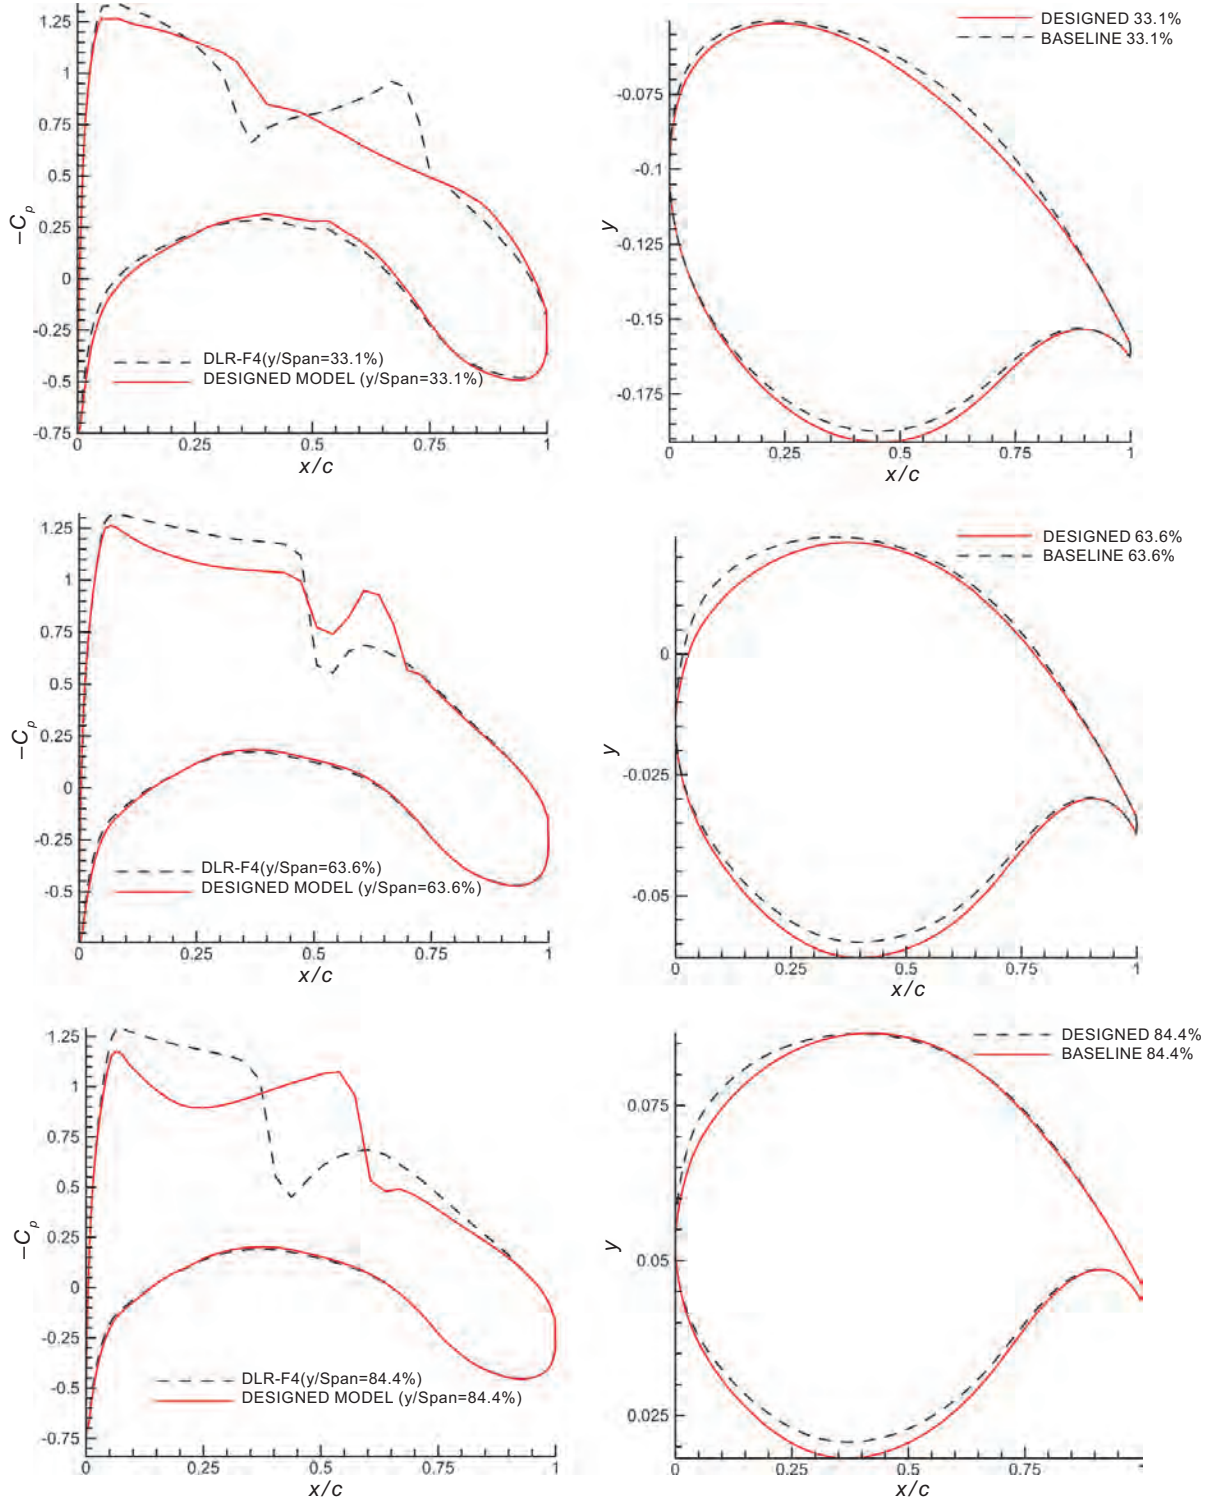 1.25
1
0.75
0.5
0.25
0
-0.25
-0.5
-0.75
−Cp
DLR-F4(y/Span=33.1%)
DESIGNED MODEL (y/Span=33.1%)
0 0.25 0.5 0.75 1
x/c
DESIGNED 33.1%
BASELINE 33.1%
-0.075
-0.1
-0.125
-0.15
-0.175
y
0 0.25 0.5 0.75 1
x/c
1.25
1
0.75
0.5
0.25
0
-0.25
-0.5
−Cp
DLR-F4(y/Span=63.6%)
DESIGNED MODEL (y/Span=63.6%)
0 0.25 0.5 0.75 1
x/c
DESIGNED 63.6%
BASELINE 63.6%
0
-0.025
-0.05
y
0 0.25 0.5 0.75 1
x/c
1.25
1
0.75
0.5
0.25
0
-0.25
-0.5
-0.75
−Cp
DLR-F4(y/Span=84.4%)
DESIGNED MODEL (y/Span=84.4%)
0 0.25 0.5 0.75 1
x/c
DESIGNED 84.4%
BASELINE 84.4%
0.075
0.05
0.025
y
0 0.25 0.5 0.75
x/c